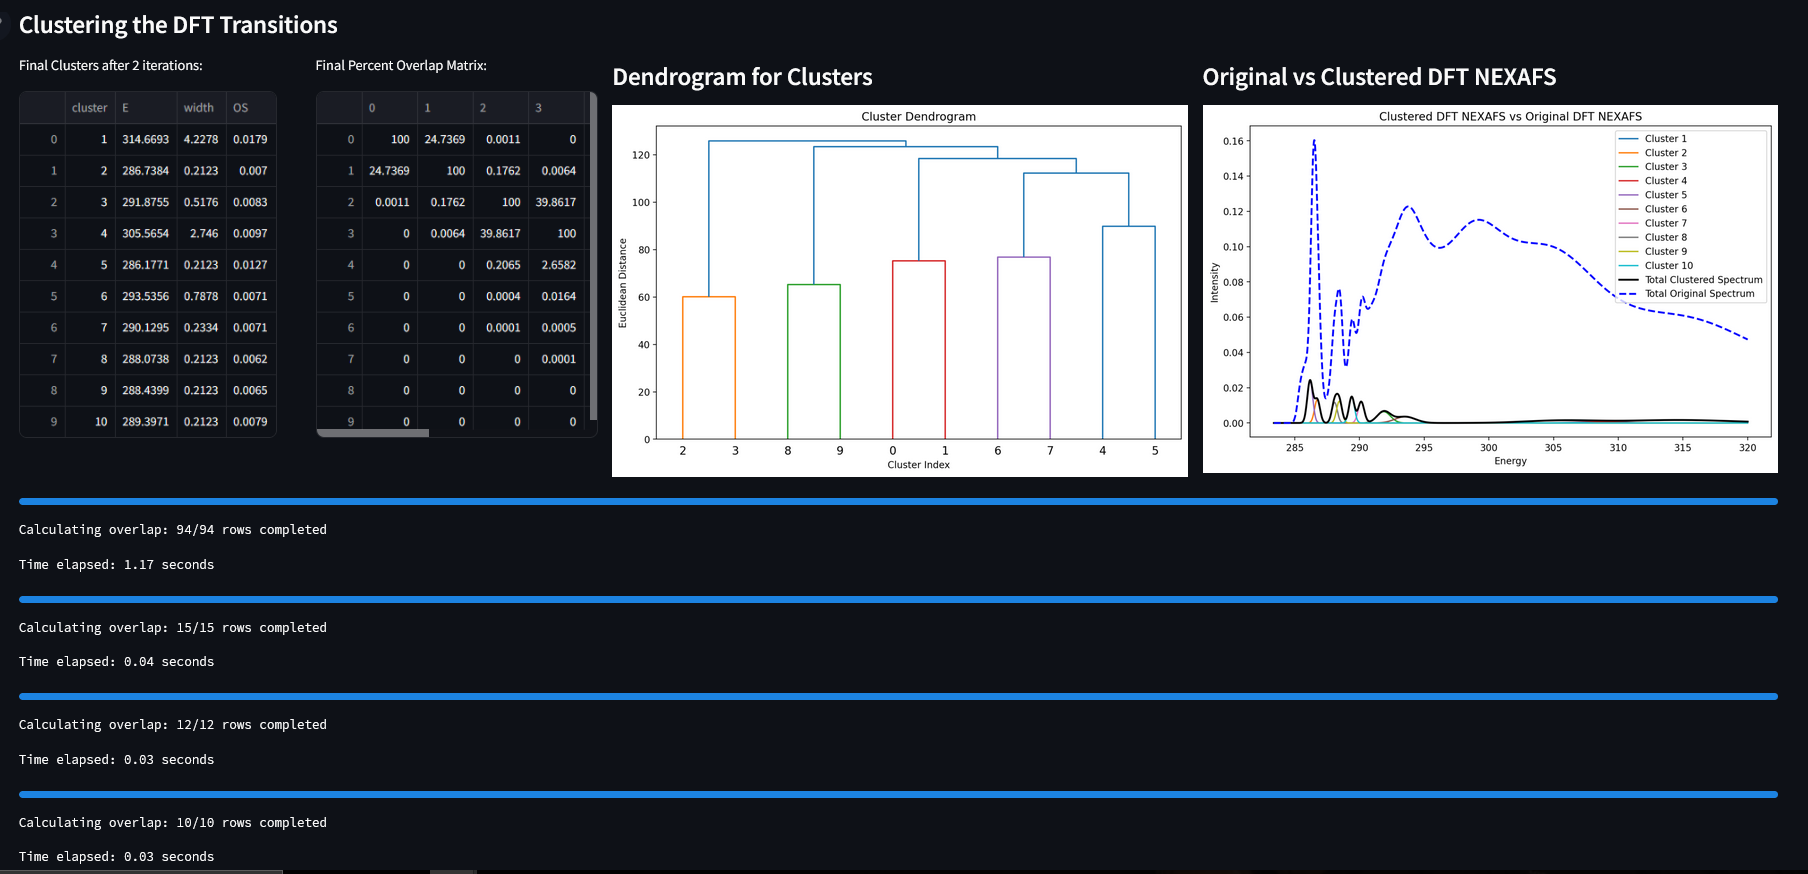 Clustering the DFT Transitions
Final Clusters after 2 iterations:
cluster E width OS
0 1 314.6693 4.2278 0.0179
1 2 286.7384 0.2123 0.007
2 3 291.8755 0.5176 0.0083
3 4 305.5654 2.746 0.0097
4 5 286.1771 0.2123 0.0127
5 6 293.5356 0.7878 0.0071
6 7 290.1295 0.2334 0.0071
7 8 288.0738 0.2123 0.0062
8 9 288.4399 0.2123 0.0065
9 10 289.3971 0.2123 0.0079
Final Percent Overlap Matrix:
0 1 2 3
0 100 24.7369 0.0011 0
1 24.7369 100 0.1762 0.0064
2 0.0011 0.1762 100 39.8617
3 0 0.0064 39.8617 100
4 0 0 0.2065 2.6582
5 0 0 0.0004 0.0164
6 0 0 0.0001 0.0005
7 0 0 0 0.0001
8 0 0 0 0
9 0 0 0 0
Dendrogram for Clusters
Cluster Dendrogram
Euclidean Distance
120
100
80
60
40
20
0
2 3 8 9 0 1 6 7 4 5
Cluster Index
Original vs Clustered DFT NEXAFS
Clustered DFT NEXAFS vs Original DFT NEXAFS
Intensity
0.16
0.14
0.12
0.10
0.08
0.06
0.04
0.02
0.00
Cluster 1
Cluster 2
Cluster 3
Cluster 4
Cluster 5
Cluster 6
Cluster 7
Cluster 8
Cluster 9
Cluster 10
Total Clustered Spectrum
Total Original Spectrum
285 290 295 300 305 310 315 320
Energy
Calculating overlap: 94/94 rows completed
Time elapsed: 1.17 seconds
Calculating overlap: 15/15 rows completed
Time elapsed: 0.04 seconds
Calculating overlap: 12/12 rows completed
Time elapsed: 0.03 seconds
Calculating overlap: 10/10 rows completed
Time elapsed: 0.03 seconds